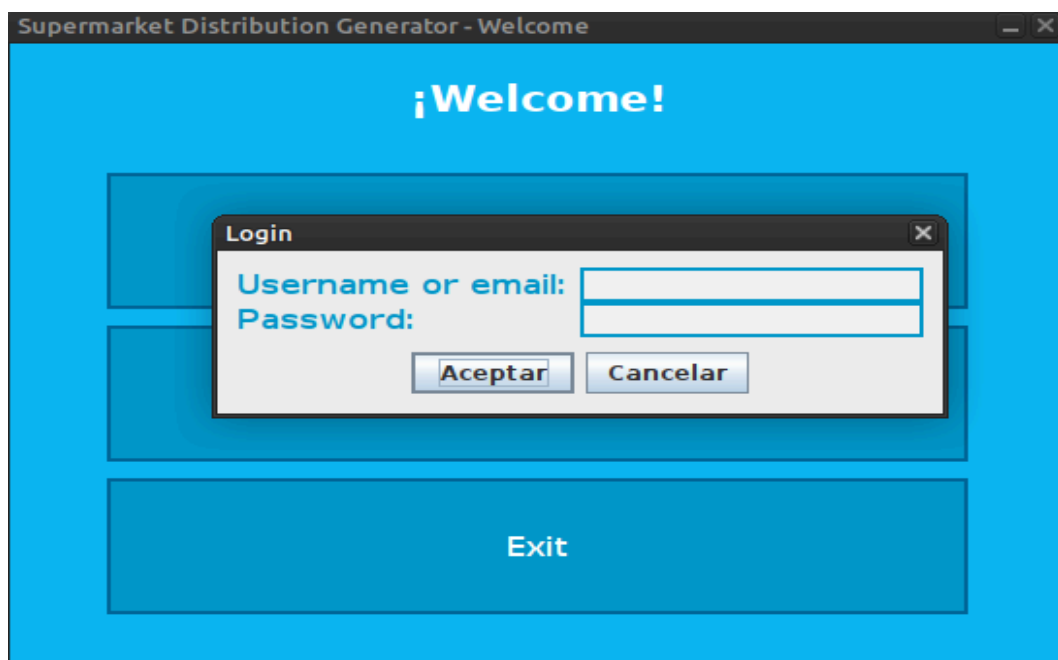 Supermarket Distribution Generator - Welcome
¡Welcome!
Login
Username or email:
Password:
Aceptar Cancelar
Exit